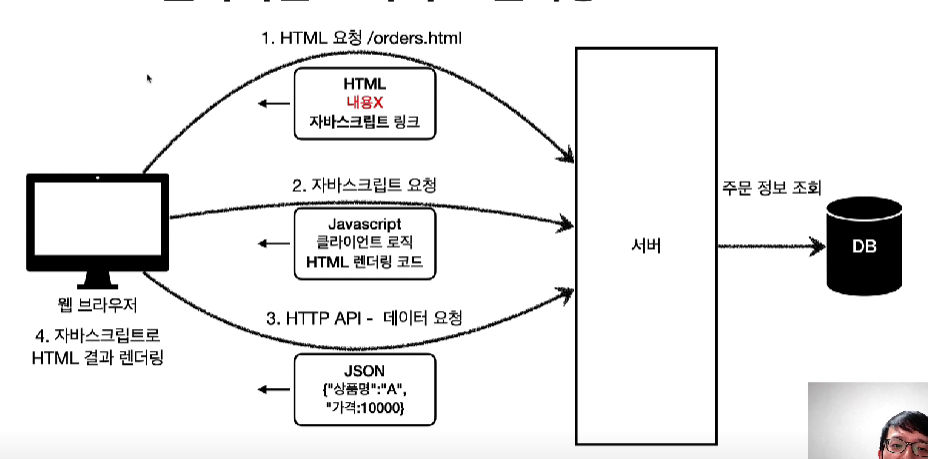 1. HTML 요청 /orders.html
HTML
내용X
자바스크립트 링크
2. 자바스크립트 요청
Javascript
클라이언트 로직
HTML 렌더링 코드
3. HTTP API - 데이터 요청
JSON
{"상품명":"A",
"가격:10000}
웹 브라우저
4. 자바스크립트로
HTML 결과 렌더링
서버
주문 정보 조회
DB